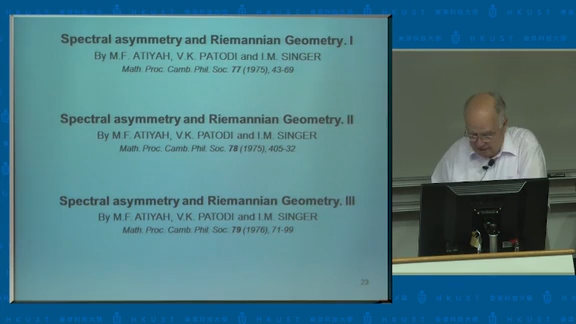 Spectral asymmetry and Riemannian Geometry. I
By M.F. ATIYAH, V.K. PATODI and I.M. SINGER
Math. Proc. Camb. Phil. Soc. 77 (1975), 43-69
Spectral asymmetry and Riemannian Geometry. II
By M.F. ATIYAH, V.K. PATODI and I.M. SINGER
Math. Proc. Camb. Phil. Soc. 78 (1975), 405-32
Spectral asymmetry and Riemannian Geometry. III
By M.F. ATIYAH, V.K. PATODI and I.M. SINGER
Math. Proc. Camb. Phil. Soc. 79 (1976), 71-99
23
HKUST